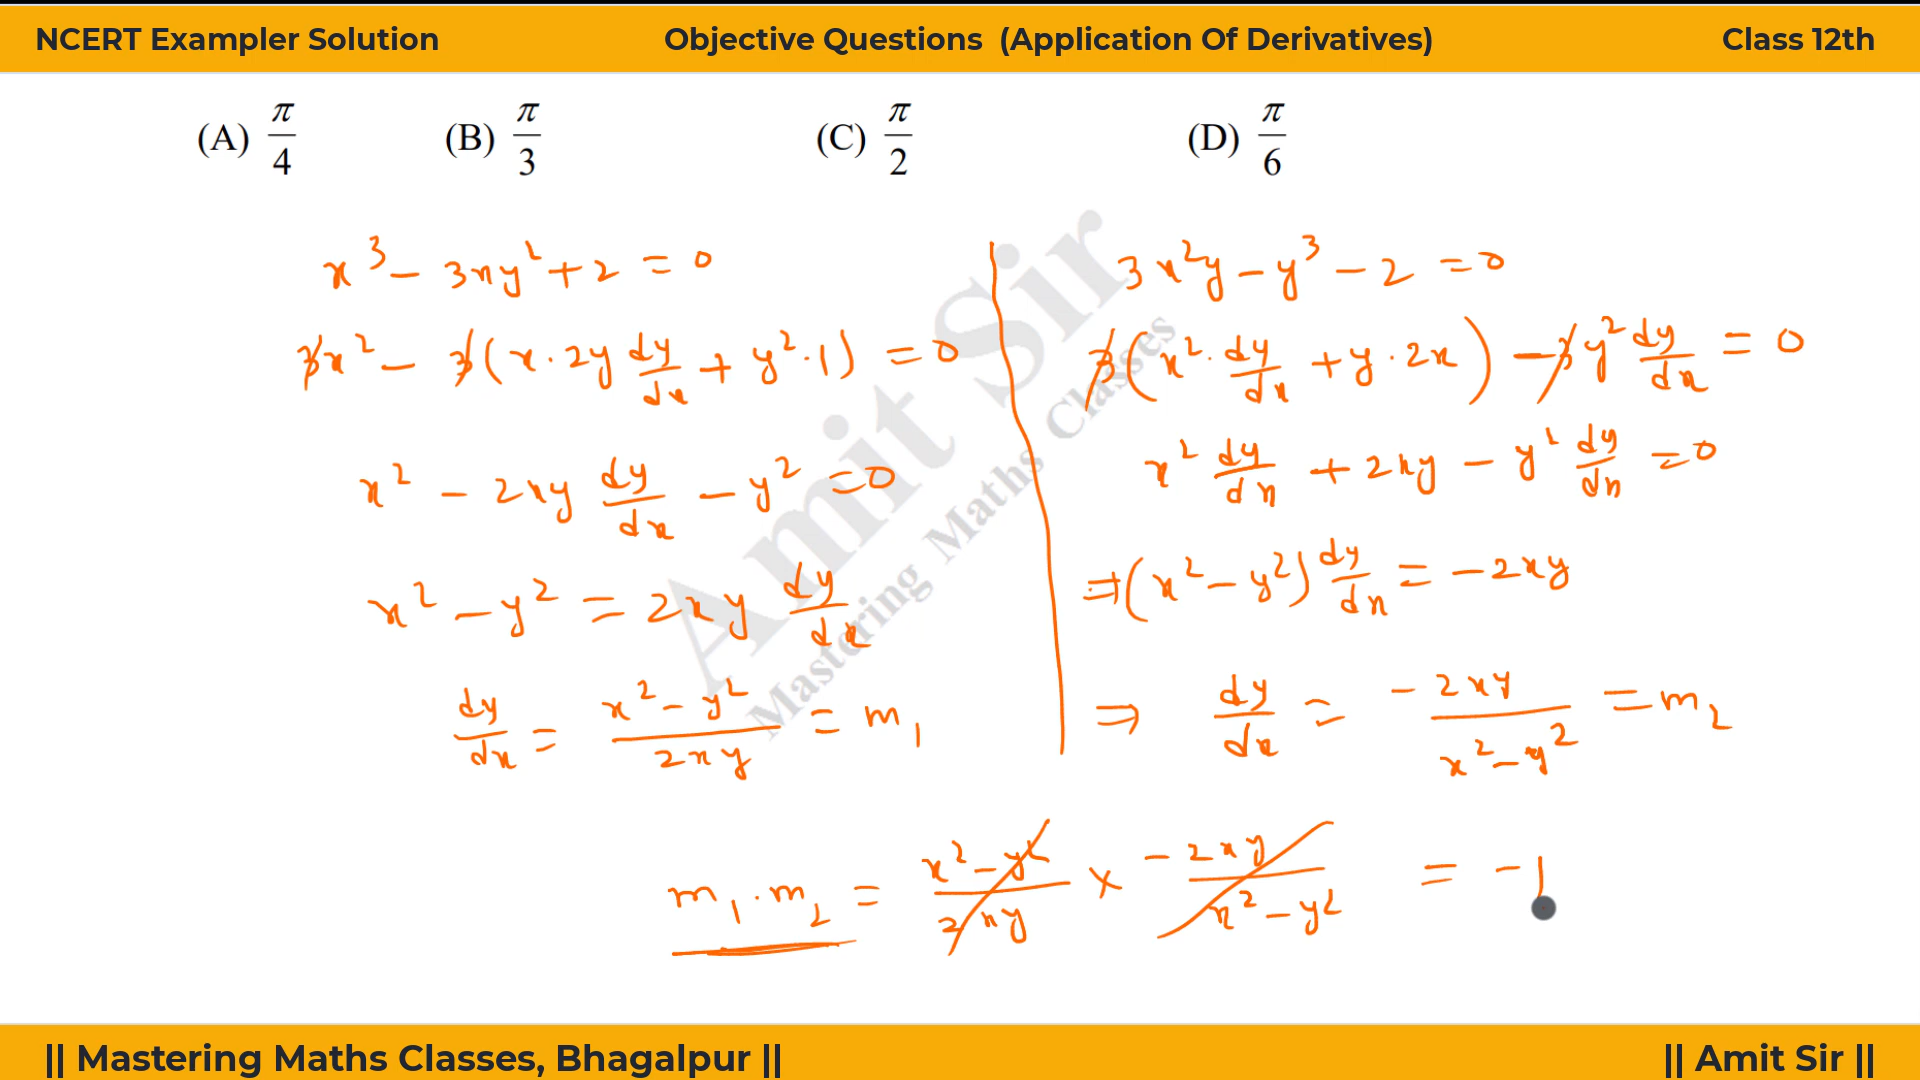 NCERT Exampler Solution Objective Questions (Application Of Derivatives) Class 12th
(A) π/4 (B) π/3 (C) π/2 (D) π/6
x³ - 3xy² + 2 = 0
3x² - 3(x · 2y dy/dx + y² · 1) = 0
x² - 2xy dy/dx - y² = 0
x² - y² = 2xy dy/dx
dy/dx = (x² - y²)/(2xy) = m₁
3x²y - y³ - 2 = 0
3(x² · dy/dx + y · 2x) - 3y² dy/dx = 0
x² dy/dx + 2xy - y² dy/dx = 0
⇒ (x² - y²) dy/dx = -2xy
⇒ dy/dx = -2xy/(x² - y²) = m₂
m₁ · m₂ = (x² - y²)/(2xy) × -2xy/(x² - y²) = -1
Amit Sir
Mastering Maths Classes
|| Mastering Maths Classes, Bhagalpur || || Amit Sir ||